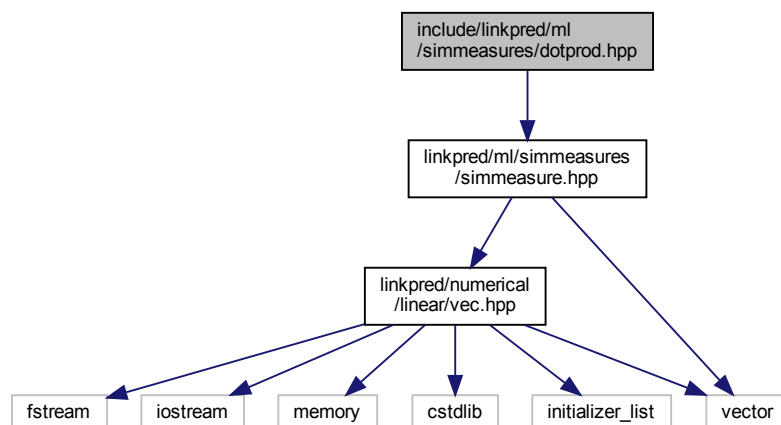 include/linkpred/ml
/simmeasures/dotprod.hpp
linkpred/ml/simmeasures
/simmeasure.hpp
linkpred/numerical
/linear/vec.hpp
fstream
iostream
memory
cstdlib
initializer_list
vector